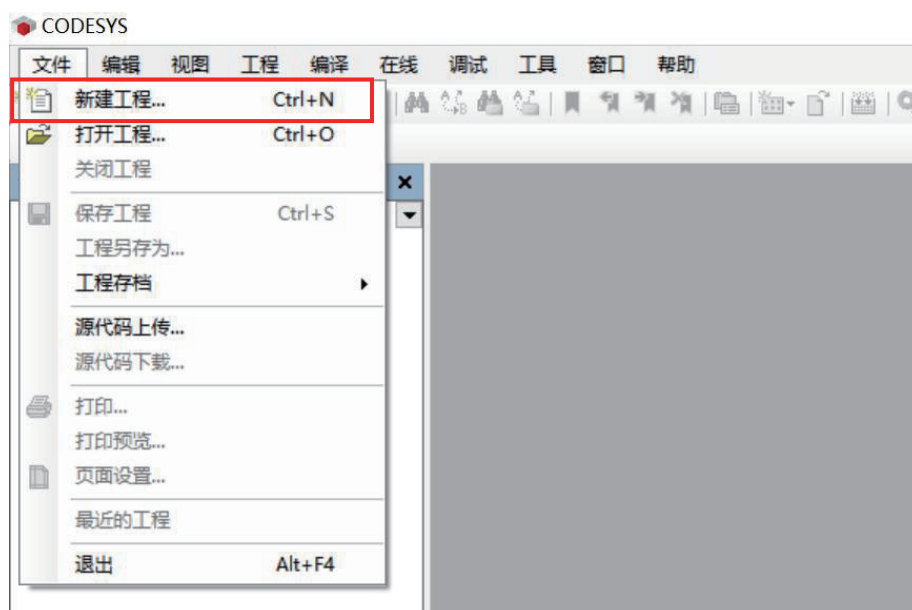 CODESYS
文件 编辑 视图 工程 编译 在线 调试 工具 窗口 帮助
新建工程... Ctrl+N
打开工程... Ctrl+O
关闭工程
保存工程 Ctrl+S
工程另存为...
工程存档
源代码上传...
源代码下载...
打印...
打印预览...
页面设置...
最近的工程
退出 Alt+F4